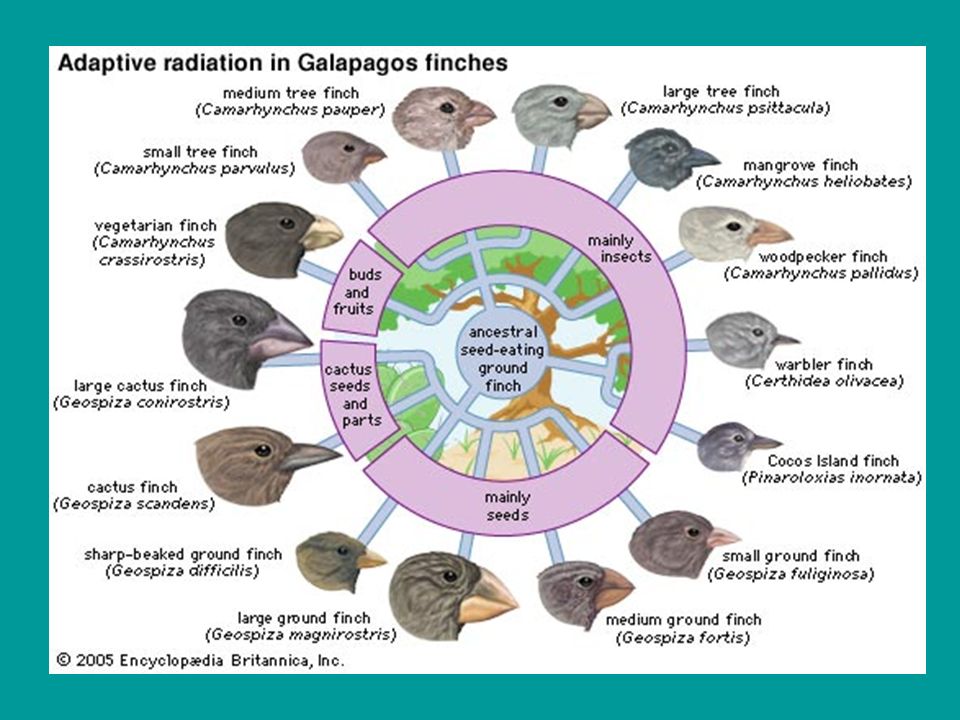 Adaptive radiation in Galapagos finches
medium tree finch
(Camarhynchus pauper)
large tree finch
(Camarhynchus psittacula)
small tree finch
(Camarhynchus parvulus)
mangrove finch
(Camarhynchus heliobates)
vegetarian finch
(Camarhynchus
crassirostris)
mainly
insects
woodpecker finch
(Camarhynchus pallidus)
buds
and
fruits
ancestral
seed-eating
ground
finch
warbler finch
(Certhidea olivacea)
large cactus finch
(Geospiza conirostris)
cactus
seeds
and
parts
Cocos Island finch
(Pinaroloxias inornata)
cactus finch
(Geospiza scandens)
mainly
seeds
sharp-beaked ground finch
(Geospiza difficilis)
small ground finch
(Geospiza fuliginosa)
large ground finch
(Geospiza magnirostris)
medium ground finch
(Geospiza fortis)
© 2005 Encyclopædia Britannica, Inc.